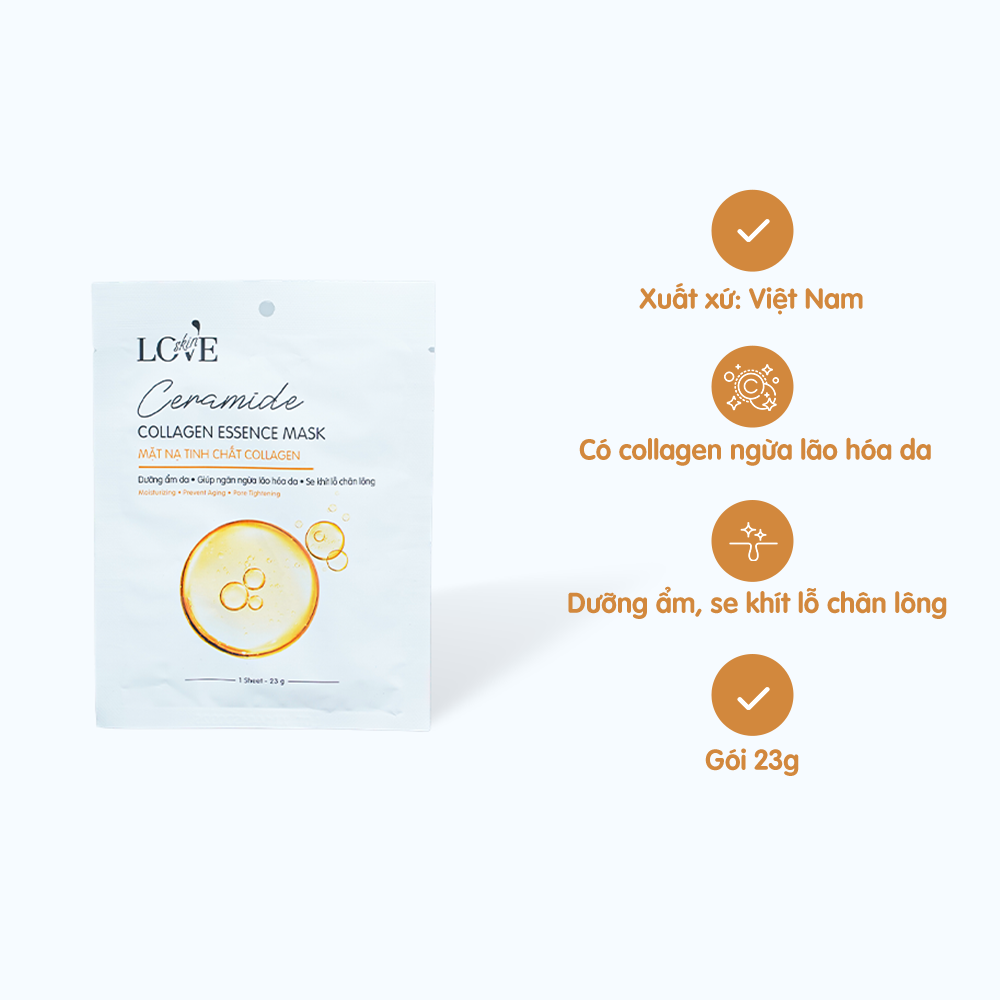 LOVE
skin
Ceramide
COLLAGEN ESSENCE MASK
MẶT NẠ TINH CHẤT COLLAGEN
Dưỡng ẩm da • Giúp ngăn ngừa lão hóa da • Se khít lỗ chân lông
Moisturizing • Prevent Aging • Pore Tightening
1 Sheet - 23 g
Xuất xứ: Việt Nam
C
Có collagen ngừa lão hóa da
Dưỡng ẩm, se khít lỗ chân lông
Gói 23g